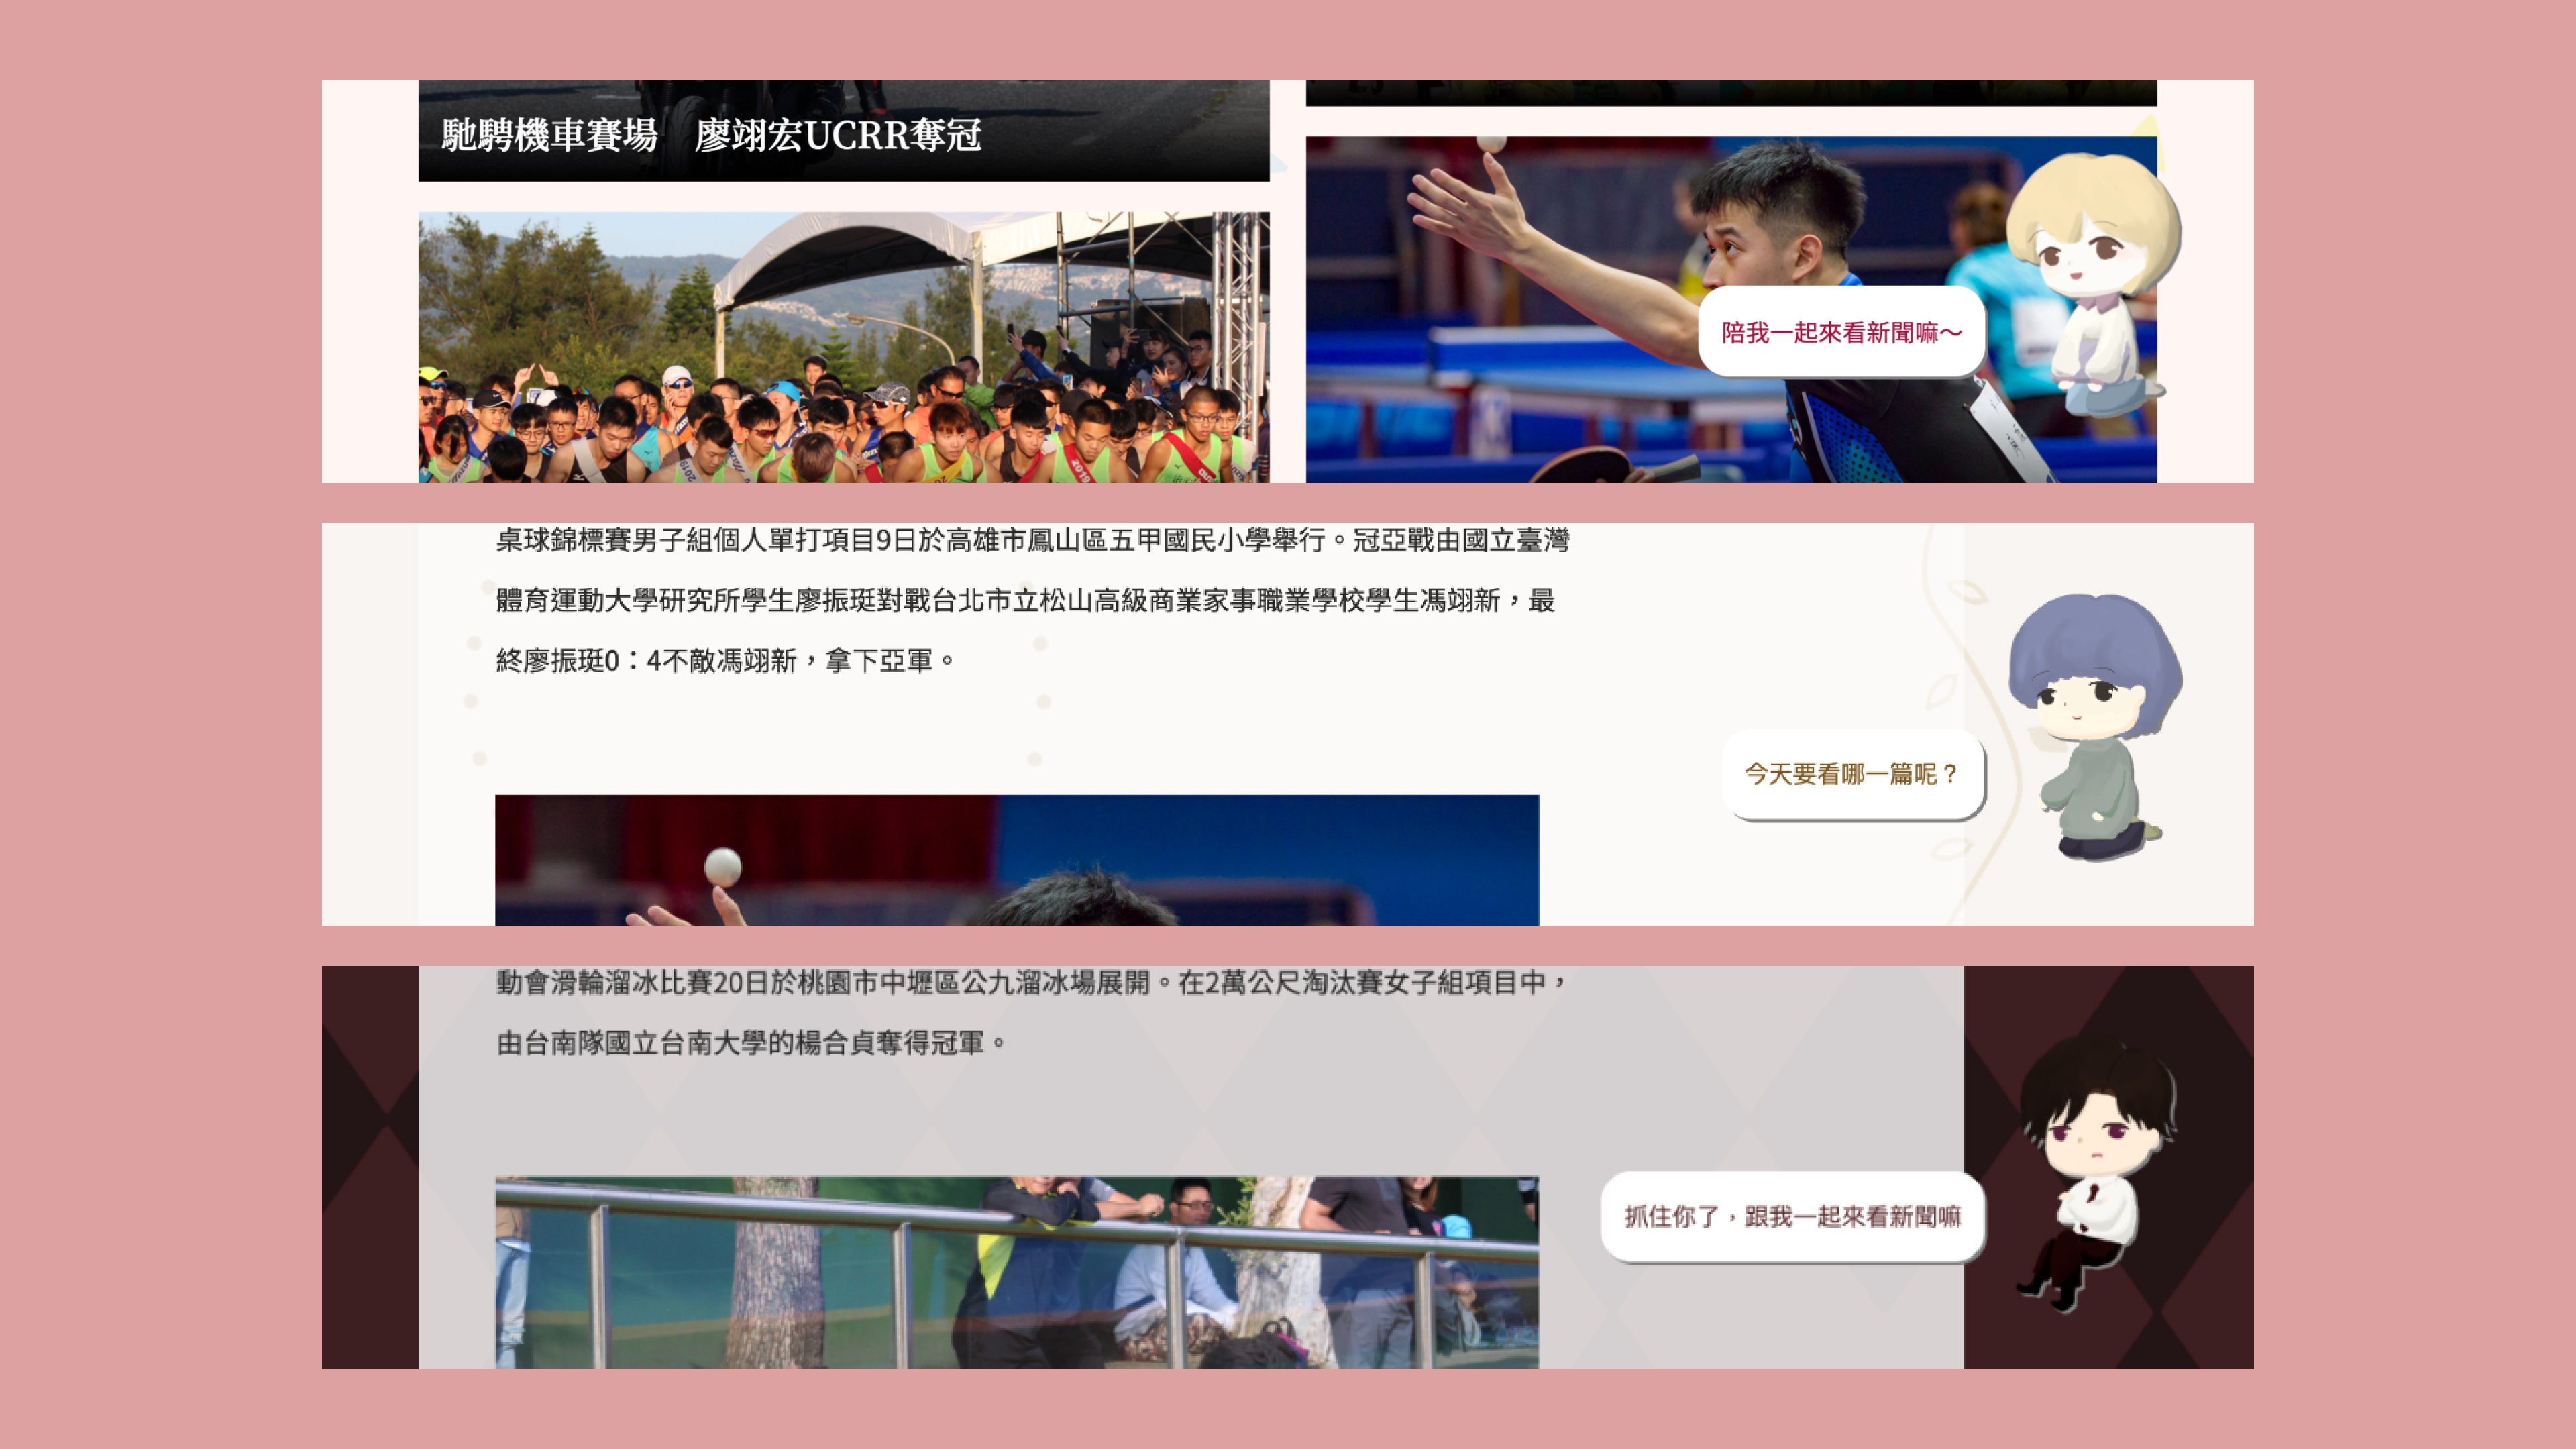 馳騁機車賽場　廖翊宏UCRR奪冠
陪我一起來看新聞嘛～
桌球錦標賽男子組個人單打項目9日於高雄市鳳山區五甲國民小學舉行。冠亞戰由國立臺灣
體育運動大學研究所學生廖振珽對戰台北市立松山高級商業家事職業學校學生馮翊新，最
終廖振珽0：4不敵馮翊新，拿下亞軍。
今天要看哪一篇呢？
動會滑輪溜冰比賽20日於桃園市中壢區公九溜冰場展開。在2萬公尺淘汰賽女子組項目中，
由台南隊國立台南大學的楊合貞奪得冠軍。
抓住你了，跟我一起來看新聞嘛
2019
2019